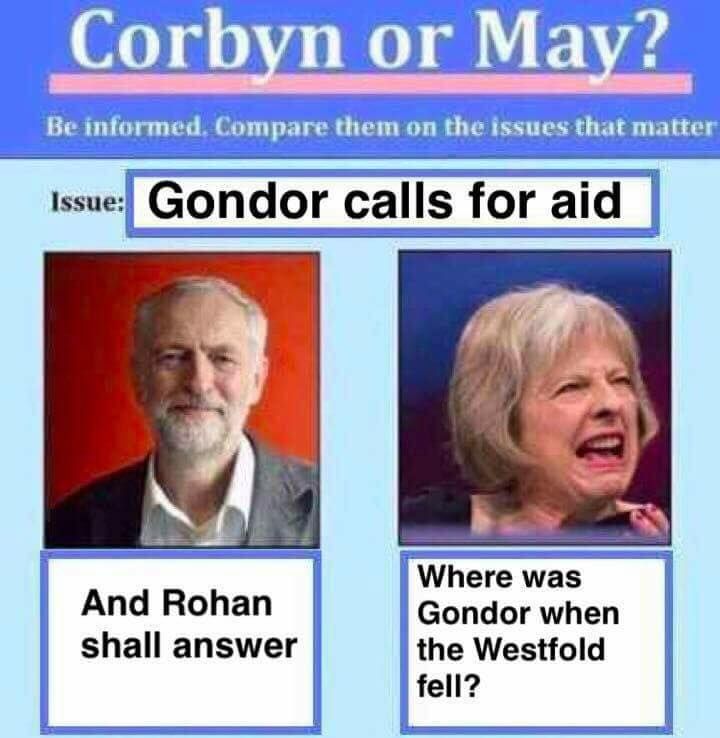 Corbyn or May?
Be informed. Compare them on the issues that matter
Issue: Gondor calls for aid
And Rohan
shall answer
Where was
Gondor when
the Westfold
fell?